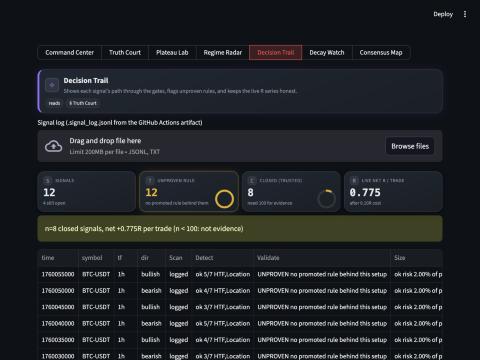 Deploy
Command Center Truth Court Plateau Lab Regime Radar Decision Trail Decay Watch Consensus Map
Decision Trail
Shows each signal's path through the gates, flags unproven rules, and keeps the live R series honest.
reads 8 Truth Court
Signal log (.signal_log.jsonl from the GitHub Actions artifact)
Drag and drop file here
Limit 200MB per file • JSONL, TXT
Browse files
S SIGNALS
12
4 still open
UNPROVEN RULE
12
no promoted rule behind them
CLOSED (TRUSTED)
8
need 100 for evidence
R LIVE NET R / TRADE
0.775
after 0.10R cost
n=8 closed signals, net +0.775R per trade (n < 100: not evidence)
time symbol tf dir Scan Detect Validate Size
1760055000 BTC-USDT 1h bullish logged ok 5/7 HTF,Location UNPROVEN no promoted rule behind this setup ok risk 2.00% of p
1760050000 BTC-USDT 1h bearish logged ok 4/7 HTF,Location UNPROVEN no promoted rule behind this setup ok risk 2.00% of p
1760045000 BTC-USDT 1h bullish logged ok 3/7 HTF,Location UNPROVEN no promoted rule behind this setup ok risk 2.00% of p
1760040000 BTC-USDT 1h bearish logged ok 5/7 HTF,Location UNPROVEN no promoted rule behind this setup ok risk 2.00% of p
1760035000 BTC-USDT 1h bullish logged ok 4/7 HTF,Location UNPROVEN no promoted rule behind this setup ok risk 2.00% of p
1760030000 BTC-USDT 1h bearish logged ok 3/7 HTF,Location UNPROVEN no promoted rule behind this setup ok risk 2.00% of p